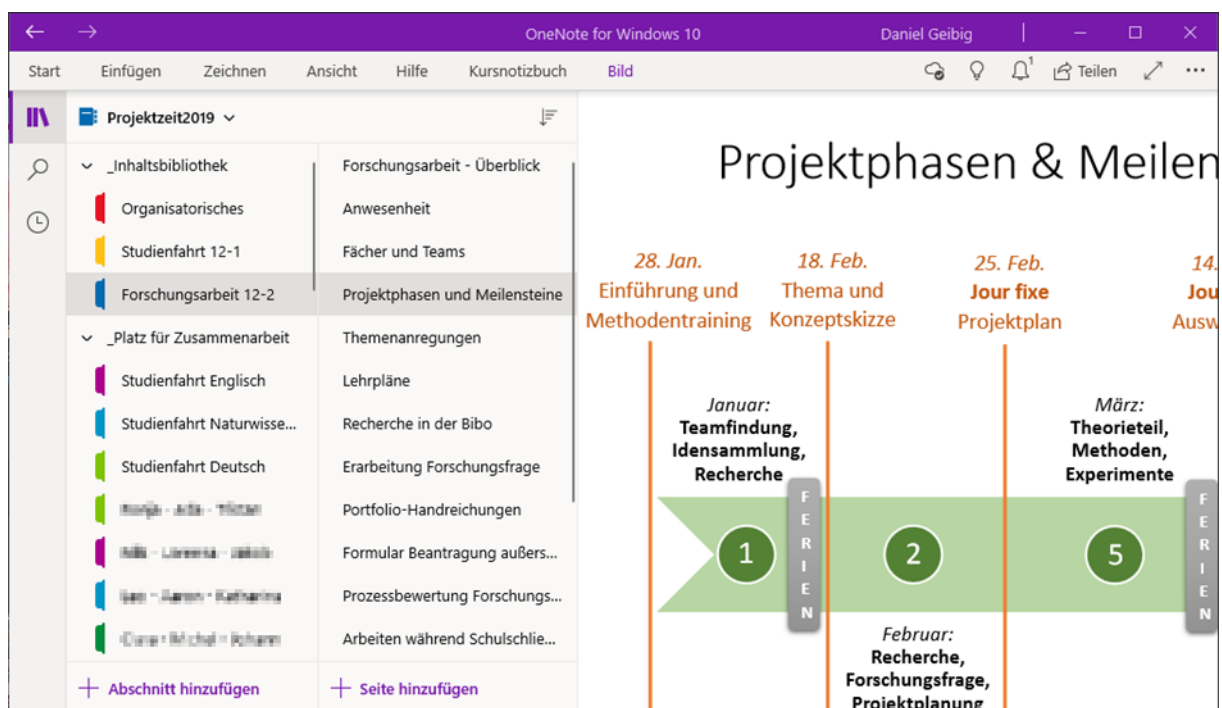 OneNote for Windows 10
Daniel Geibig
Start Einfügen Zeichnen Ansicht Hilfe Kursnotizbuch Bild
1
Teilen
Projektzeit2019
_Inhaltsbibliothek
Organisatorisches
Studienfahrt 12-1
Forschungsarbeit 12-2
_Platz für Zusammenarbeit
Studienfahrt Englisch
Studienfahrt Naturwisse...
Studienfahrt Deutsch
Abschnitt hinzufügen
Forschungsarbeit - Überblick
Anwesenheit
Fächer und Teams
Projektphasen und Meilensteine
Themenanregungen
Lehrpläne
Recherche in der Bibo
Erarbeitung Forschungsfrage
Portfolio-Handreichungen
Formular Beantragung außers...
Prozessbewertung Forschungs...
Arbeiten während Schulschlie...
Seite hinzufügen
Projektphasen & Meilen
28. Jan.
Einführung und
Methodentraining
18. Feb.
Thema und
Konzeptskizze
25. Feb.
Jour fixe
Projektplan
14.
Jou
Ausw
Januar:
Teamfindung,
Idensammlung,
Recherche
März:
Theorieteil,
Methoden,
Experimente
1
FERIEN
2
5
FERIEN
Februar:
Recherche,
Forschungsfrage,
Projektplanung